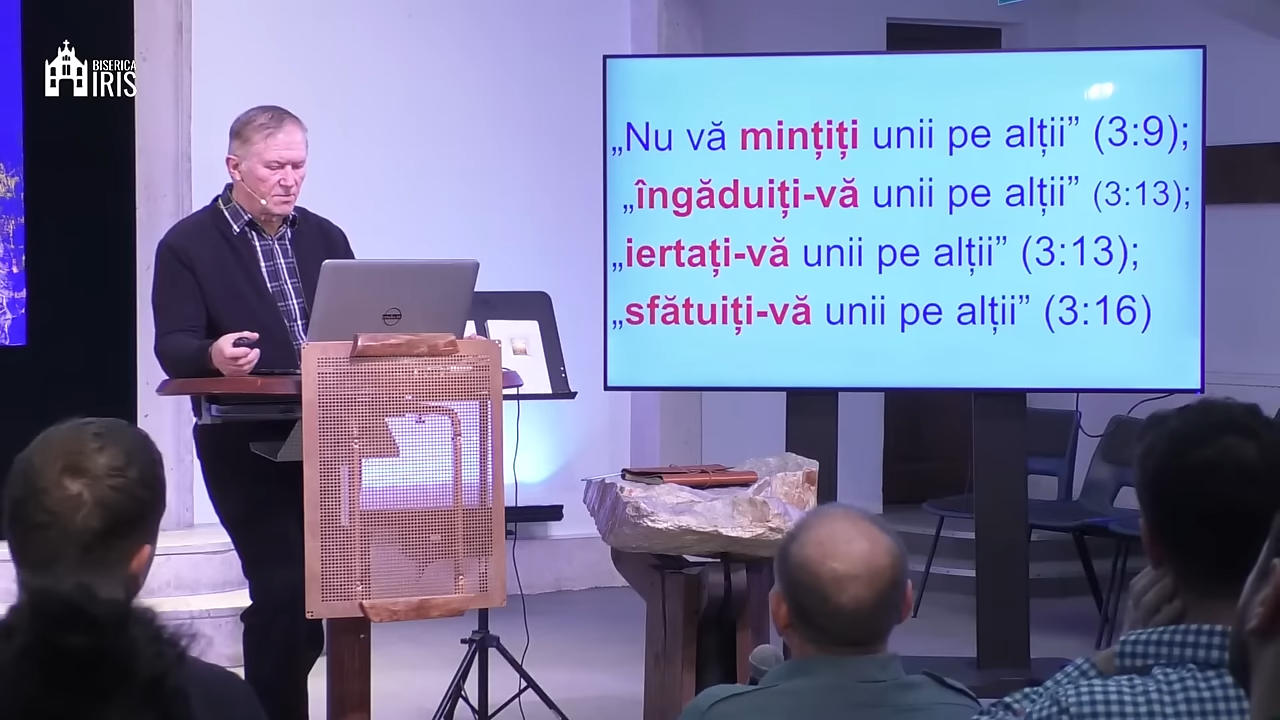 BISERICA
IRIS
„Nu vă mințiți unii pe alții” (3:9);
„îngăduiți-vă unii pe alții” (3:13);
„iertați-vă unii pe alții” (3:13);
„sfătuiți-vă unii pe alții” (3:16)